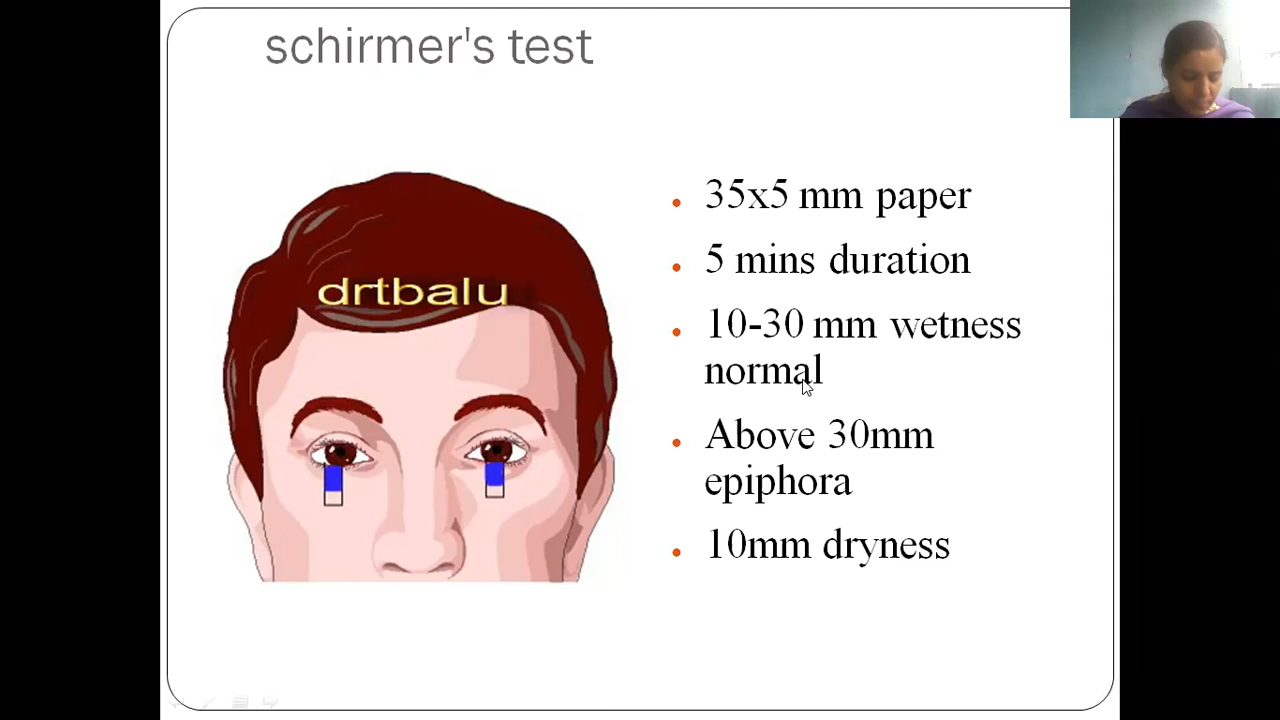 schirmer's test
drtbalu
35x5 mm paper
5 mins duration
10-30 mm wetness
normal
Above 30mm
epiphora
10mm dryness